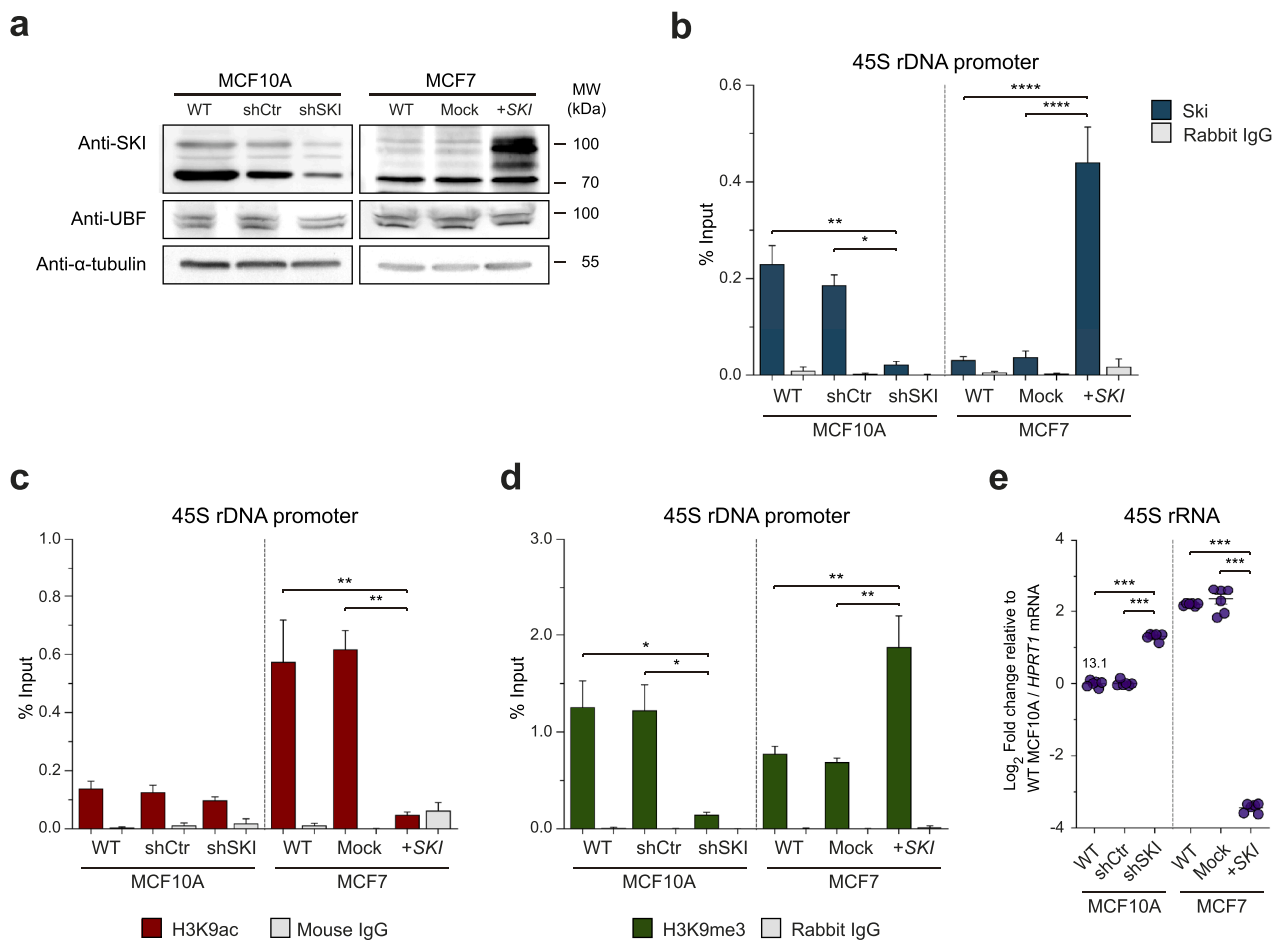 a
MCF10A
MCF7
MW
(kDa)
WT shCtr shSKI
WT Mock +SKI
Anti-SKI
100
70
Anti-UBF
100
Anti-α-tubulin
55
b
45S rDNA promoter
0.6
0.4
0.2
0.0
% Input
**
*
****
****
Ski
Rabbit IgG
WT shCtr shSKI WT Mock +SKI
MCF10A MCF7
c
45S rDNA promoter
1.0
0.8
0.6
0.4
0.2
0.0
% Input
**
**
WT shCtr shSKI WT Mock +SKI
MCF10A MCF7
H3K9ac Mouse IgG
d
45S rDNA promoter
3.0
2.0
1.0
0.0
% Input
*
*
**
**
WT shCtr shSKI WT Mock +SKI
MCF10A MCF7
H3K9me3 Rabbit IgG
e
45S rRNA
4
2
0
-2
-4
Log2 Fold change relative to
WT MCF10A / HPRT1 mRNA
13.1
***
***
***
***
WT shCtr shSKI WT Mock +SKI
MCF10A MCF7